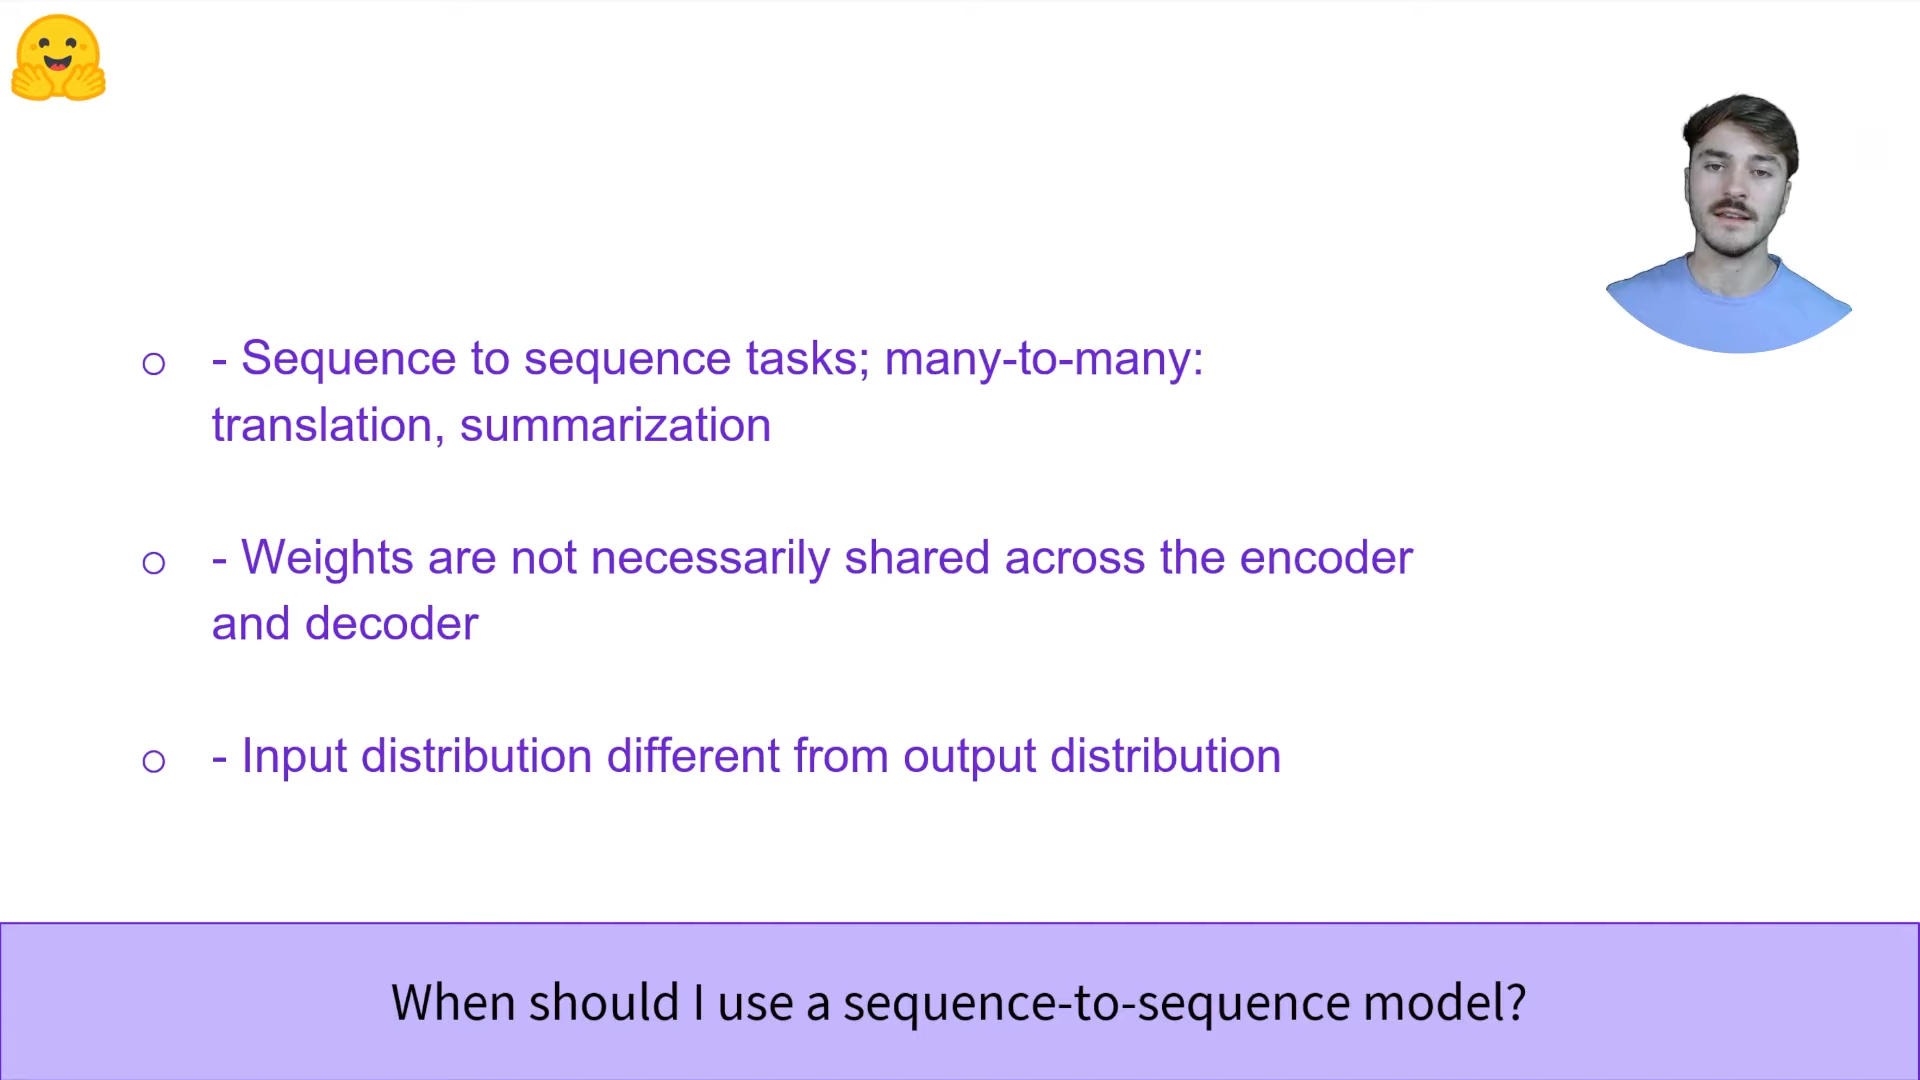 - Sequence to sequence tasks; many-to-many:
translation, summarization
- Weights are not necessarily shared across the encoder
and decoder
- Input distribution different from output distribution
When should I use a sequence-to-sequence model?